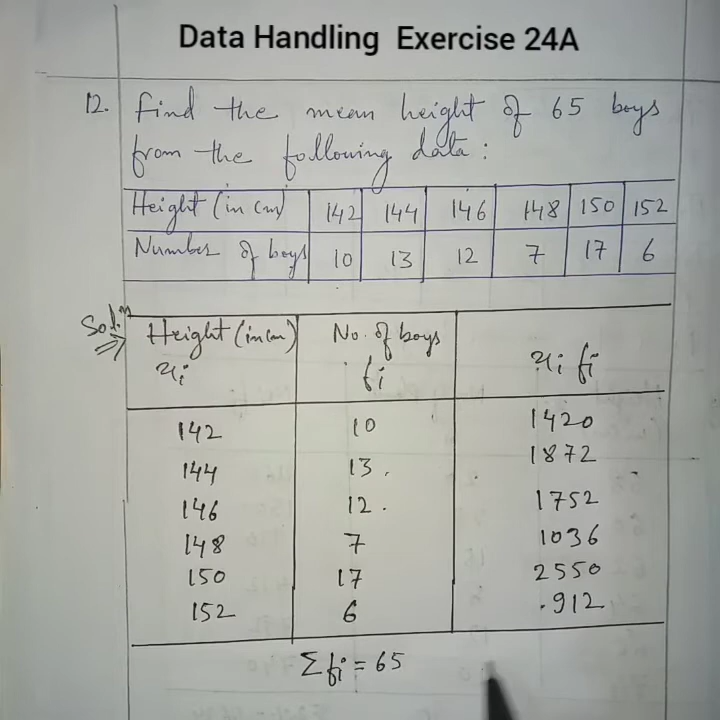 Data Handling Exercise 24A
12. Find the mean height of 65 boys
from the following data:
Height (in cm) 142 144 146 148 150 152
Number of boys 10 13 12 7 17 6
Sol.n Height (in cm) No. of boys
xi fi xi fi
142 10 1420
144 13 1872
146 12 1752
148 7 1036
150 17 2550
152 6 912
Σ fi = 65